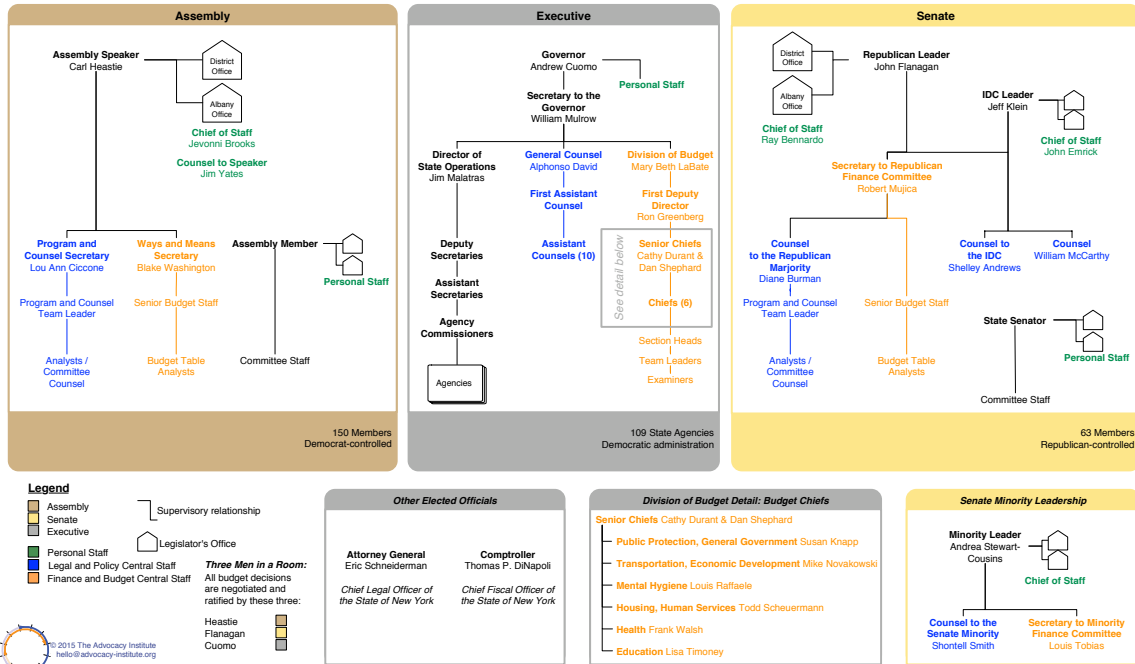 Assembly
Assembly Speaker
Carl Heastie
District
Office
Albany
Office
Chief of Staff
Jevonni Brooks
Counsel to Speaker
Jim Yates
Program and
Counsel Secretary
Lou Ann Ciccone
Ways and Means
Secretary
Blake Washington
Assembly Member
Personal Staff
Program and Counsel
Team Leader
Senior Budget Staff
Analysts /
Committee
Counsel
Budget Table
Analysts
Committee Staff
150 Members
Democrat-controlled
Executive
Governor
Andrew Cuomo
Personal Staff
Secretary to the
Governor
William Mulrow
Director of
State Operations
Jim Malatras
General Counsel
Alphonso David
Division of Budget
Mary Beth LaBate
First Assistant
Counsel
First Deputy
Director
Ron Greenberg
Deputy
Secretaries
Assistant
Counsels (10)
See detail below
Senior Chiefs
Cathy Durant &
Dan Shephard
Assistant
Secretaries
Chiefs (6)
Agency
Commissioners
Section Heads
Team Leaders
Examiners
Agencies
109 State Agencies
Democratic administration
Senate
District
Office
Albany
Office
Republican Leader
John Flanagan
Chief of Staff
Ray Bennardo
IDC Leader
Jeff Klein
Chief of Staff
John Emrick
Secretary to Republican
Finance Committee
Robert Mujica
Counsel
to the Republican
Marjority
Diane Burman
Counsel to
the IDC
Shelley Andrews
Counsel
William McCarthy
Program and Counsel
Team Leader
Senior Budget Staff
State Senator
Personal Staff
Analysts /
Committee
Counsel
Budget Table
Analysts
Committee Staff
63 Members
Republican-controlled
Legend
Assembly
Senate
Executive
Supervisory relationship
Legislator's Office
Personal Staff
Legal and Policy Central Staff
Finance and Budget Central Staff
Three Men in a Room:
All budget decisions
are negotiated and
ratified by these three:
Heastie
Flanagan
Cuomo
© 2015 The Advocacy Institute
hello@advocacy-institute.org
Other Elected Officials
Attorney General
Eric Schneiderman
Chief Legal Officer of
the State of New York
Comptroller
Thomas P. DiNapoli
Chief Fiscal Officer of
the State of New York
Division of Budget Detail: Budget Chiefs
Senior Chiefs Cathy Durant & Dan Shephard
Public Protection, General Government Susan Knapp
Transportation, Economic Development Mike Novakowski
Mental Hygiene Louis Raffaele
Housing, Human Services Todd Scheuermann
Health Frank Walsh
Education Lisa Timoney
Senate Minority Leadership
Minority Leader
Andrea Stewart-
Cousins
Chief of Staff
Counsel to the
Senate Minority
Shontell Smith
Secretary to Minority
Finance Committee
Louis Tobias